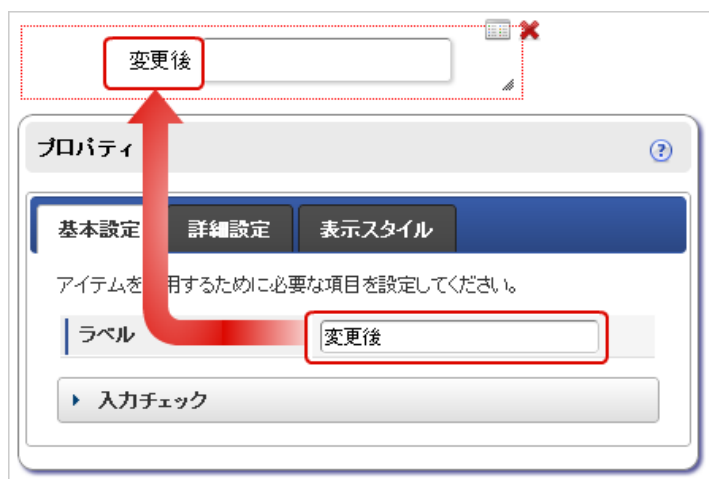 変更後
プロパティ
?
基本設定 詳細設定 表示スタイル
アイテムを 用するために必要な項目を設定してください。
ラベル 変更後
入力チェック